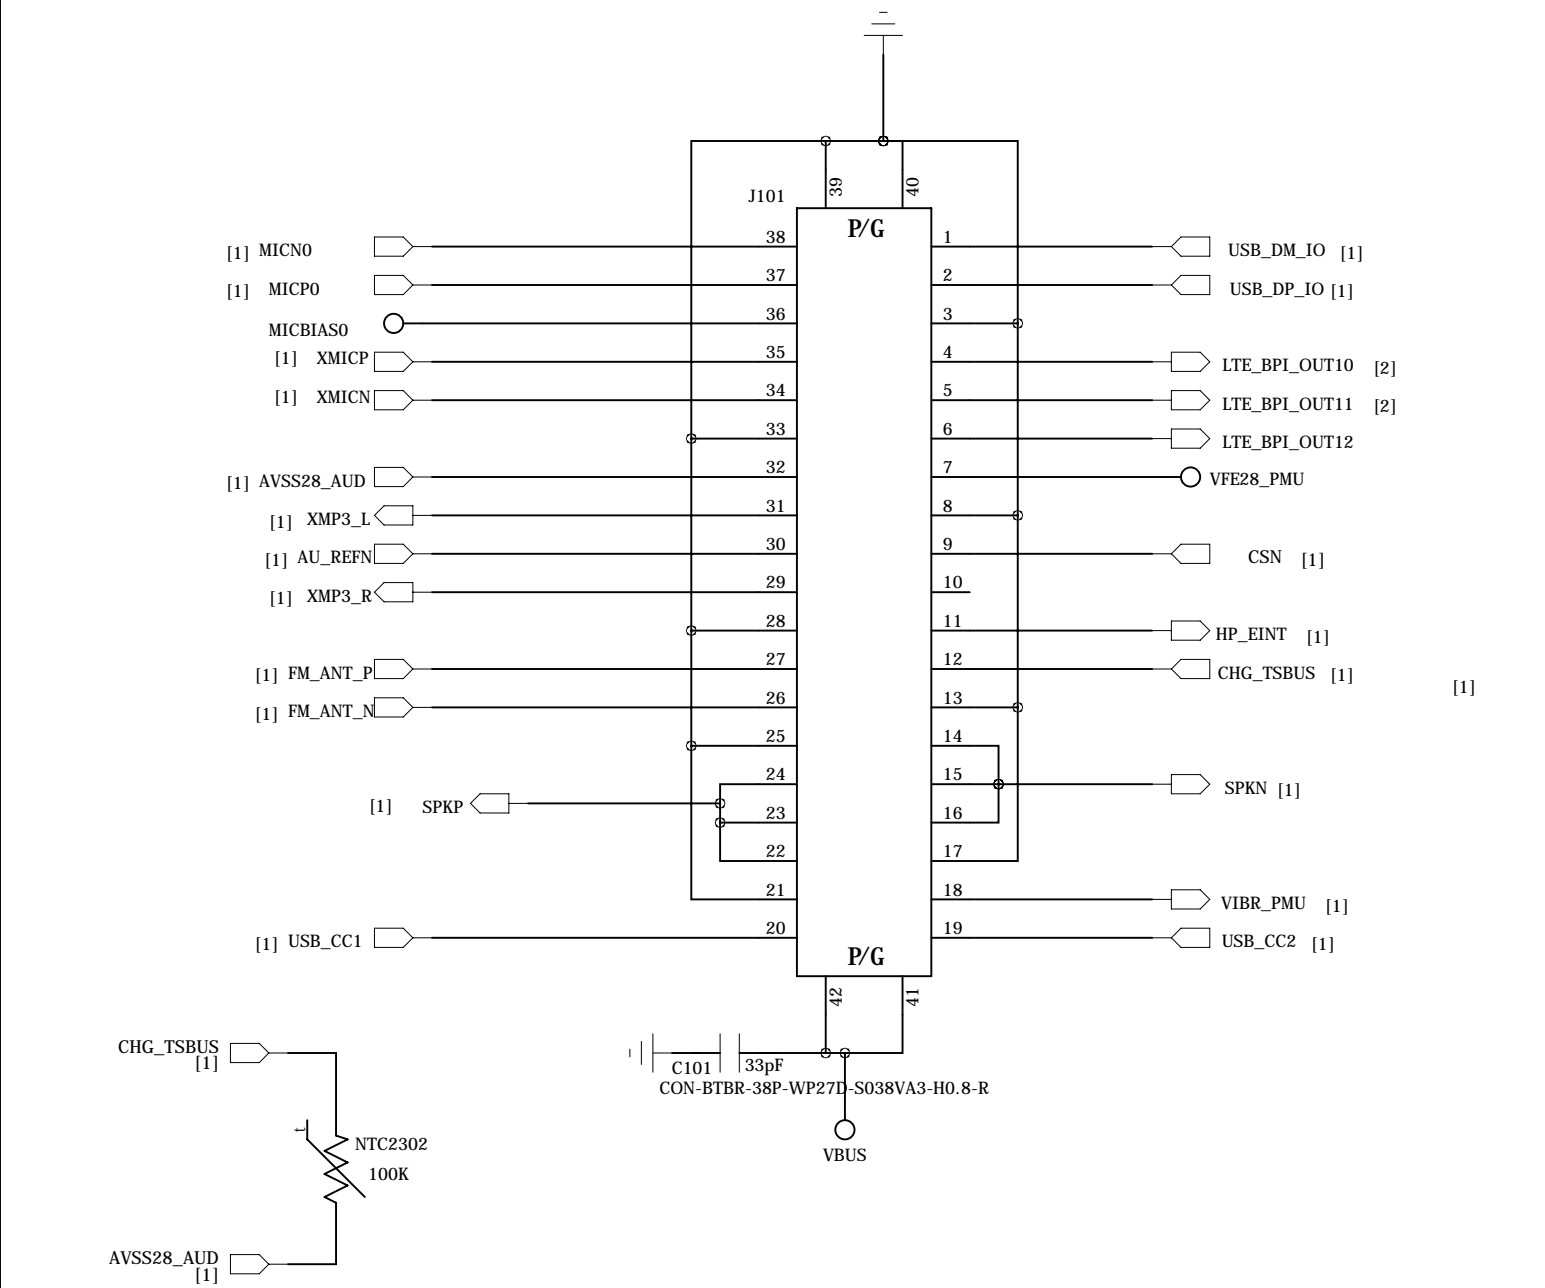 39
40
J101
P/G
[1] MICN0 38 1 USB_DM_IO [1]
[1] MICP0 37 2 USB_DP_IO [1]
MICBIAS0 36 3
[1] XMICP 35 4 LTE_BPI_OUT10 [2]
[1] XMICN 34 5 LTE_BPI_OUT11 [2]
33 6 LTE_BPI_OUT12
[1] AVSS28_AUD 32 7 VFE28_PMU
[1] XMP3_L 31 8
[1] AU_REFN 30 9 CSN [1]
[1] XMP3_R 29 10
28 11 HP_EINT [1]
[1] FM_ANT_P 27 12 CHG_TSBUS [1]
[1]
[1] FM_ANT_N 26 13
25 14
24 15 SPKN [1]
[1] SPKP
23 16
22 17
21 18 VIBR_PMU [1]
[1] USB_CC1 20 19 USB_CC2 [1]
P/G
42
41
C101 33pF
CON-BTBR-38P-WP27D-S038VA3-H0.8-R
VBUS
CHG_TSBUS
[1]
t
NTC2302
100K
AVSS28_AUD
[1]